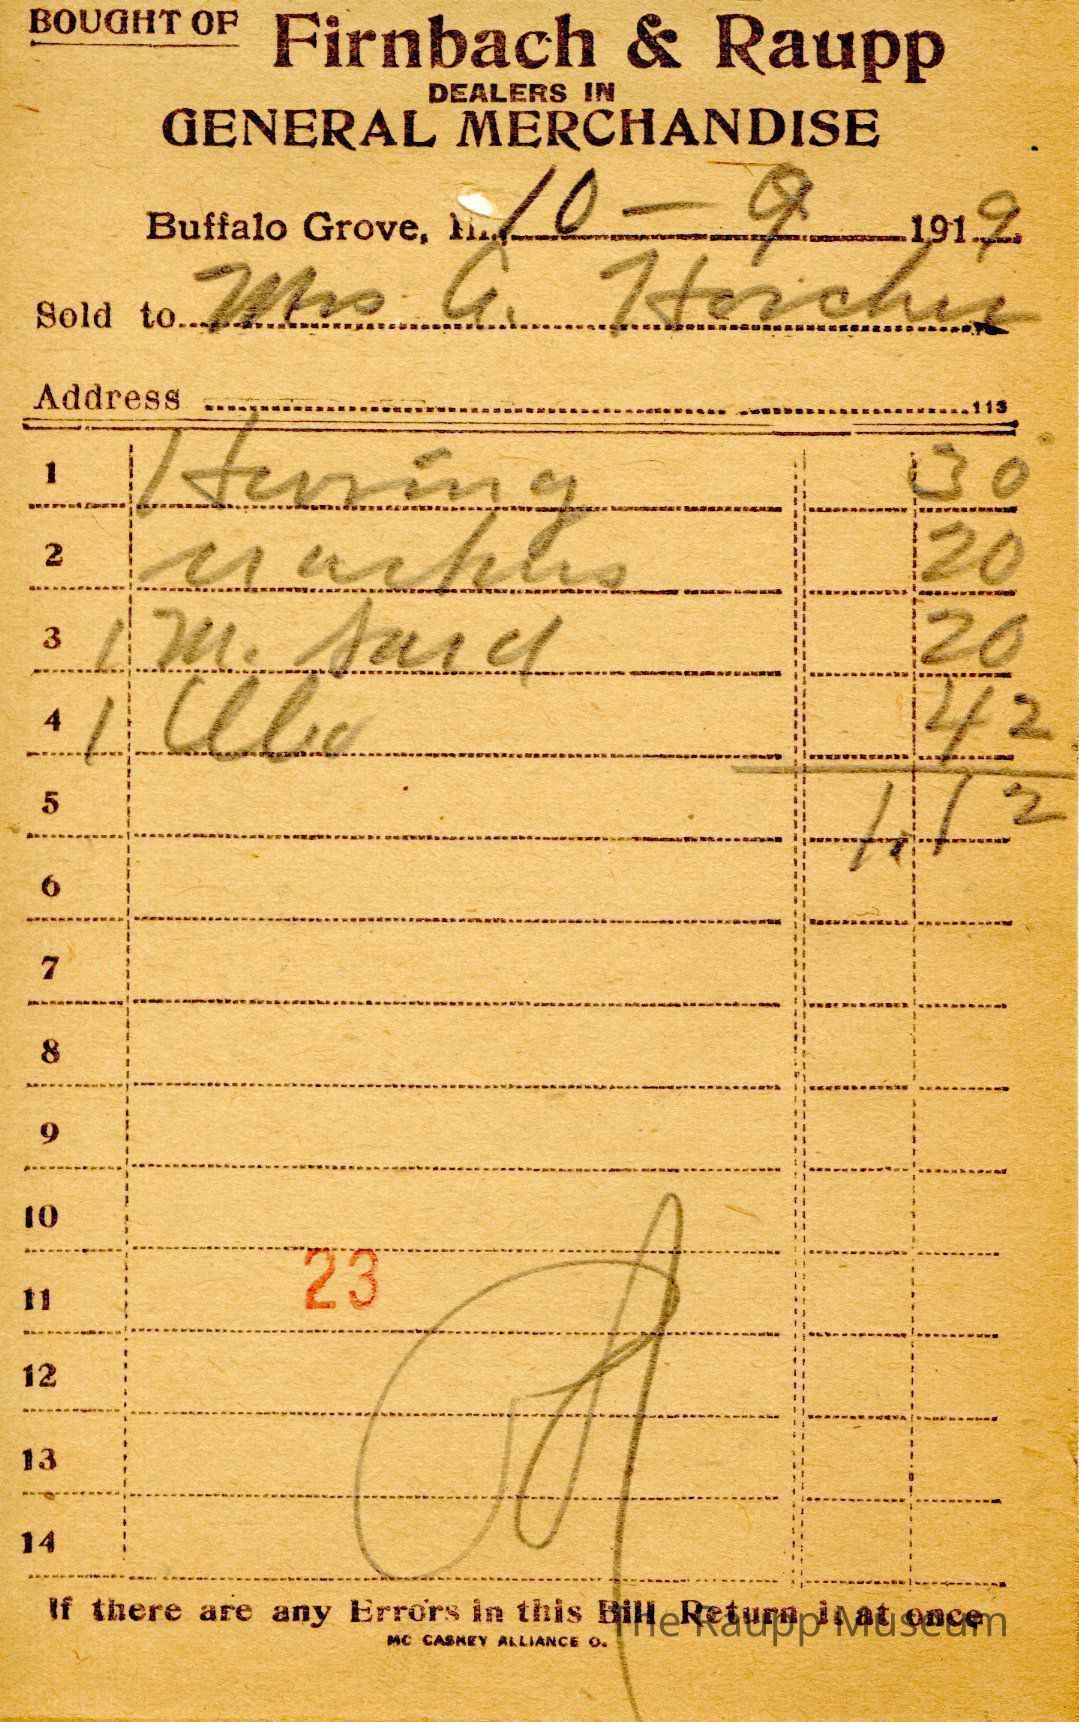 BOUGHT OF Firnbach & Raupp
DEALERS IN
GENERAL MERCHANDISE
Buffalo Grove, Ill., 10 - 9 1919
Sold to Mrs A. Horcher
Address 113
1 Herring 30
2 20
3 1 M. Sard 20
4 1 42
5 1.12
6
7
8
9
10
23
11
12
13
14
If there are any Errors in this Bill Return it at once
MC CASKEY ALLIANCE O.
The Raupp Museum